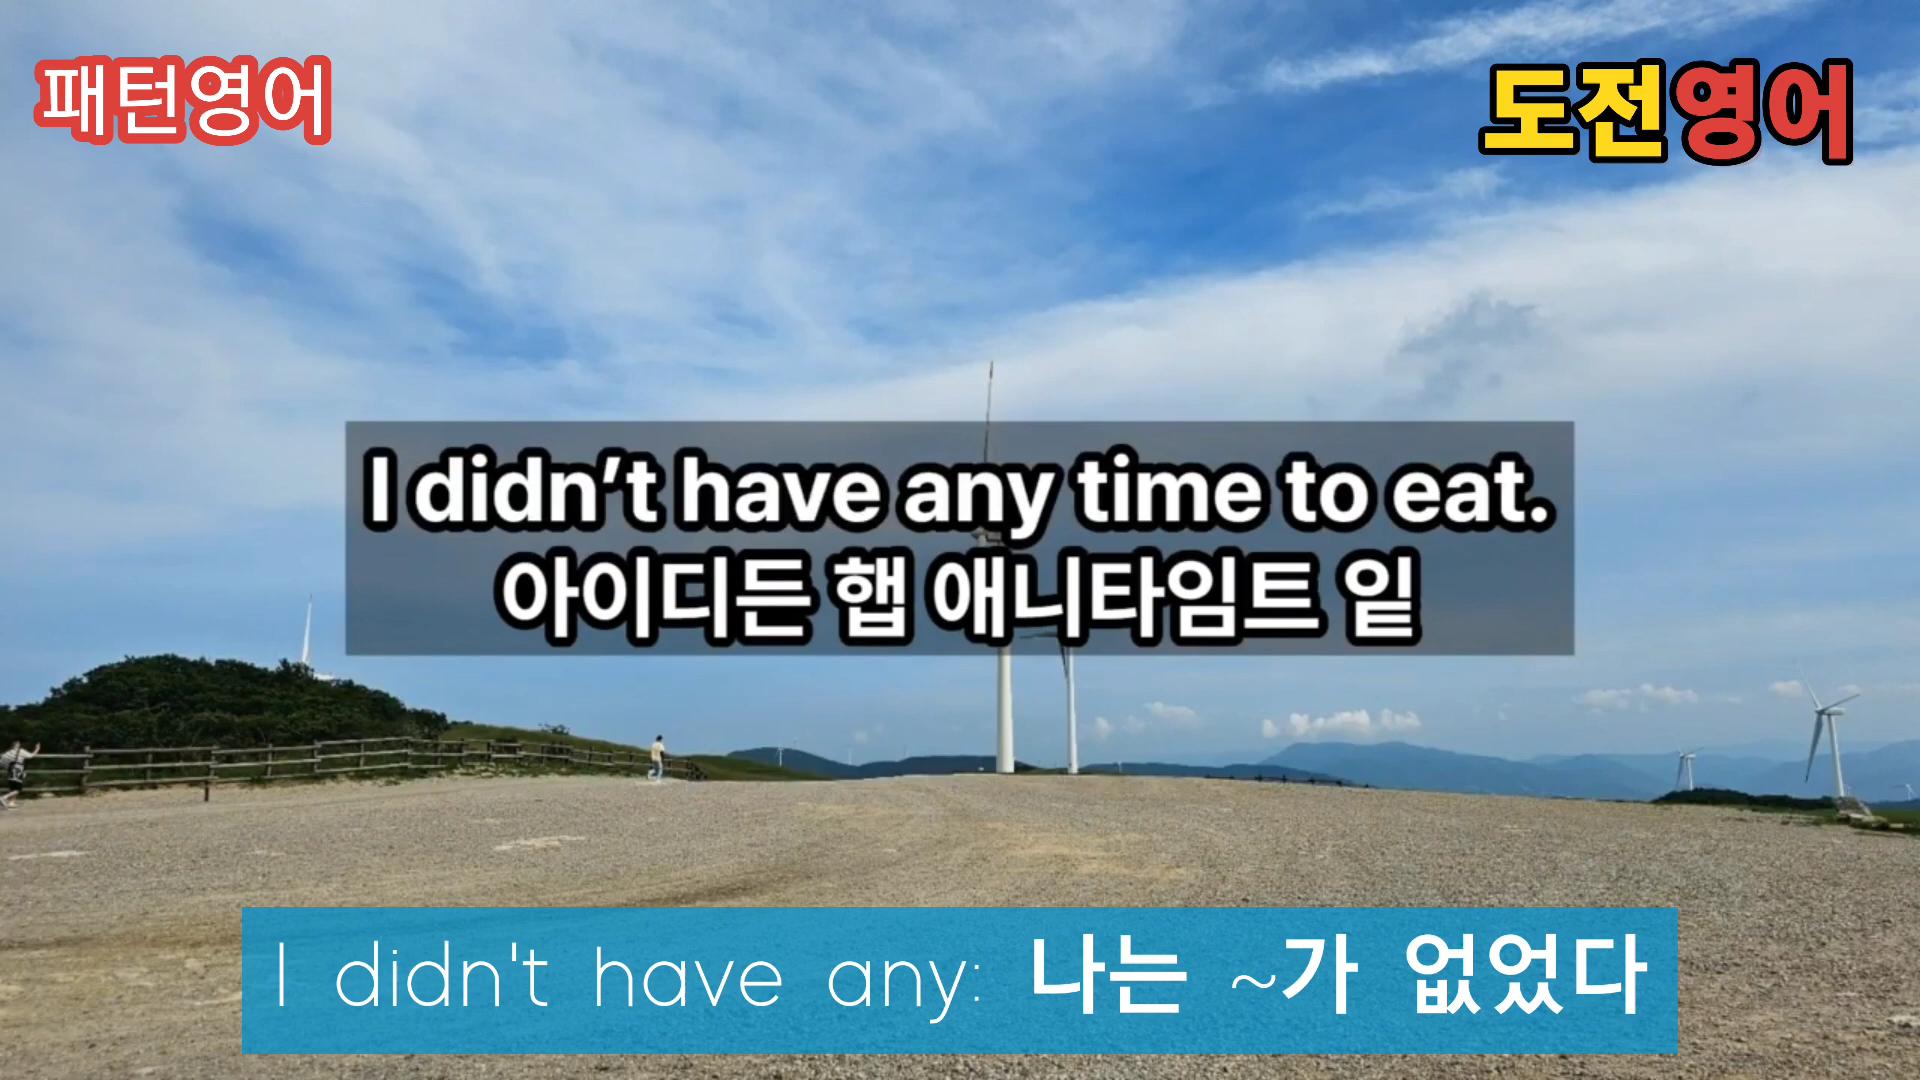 패턴영어
도전영어
I didn’t have any time to eat.
아이디든 햅 애니타임트 잍
I didn't have any: 나는 ~가 없었다